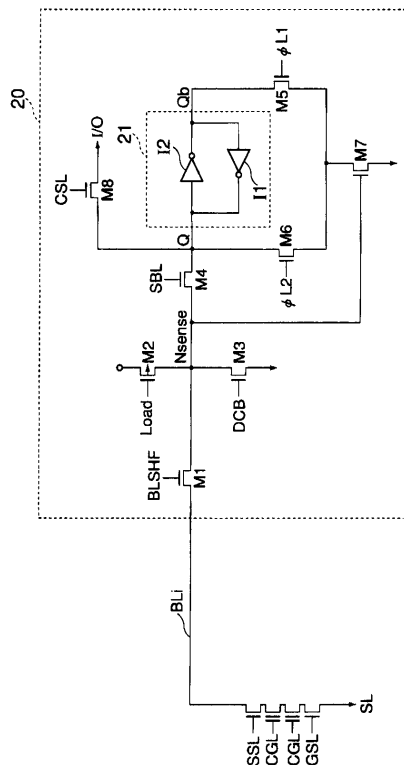 20
CSL
M8
I/O
21
I2
I1
Q
Qb
SBL
M4
Nsense
Load
M2
M3
DCB
BLSHF
M1
BLi
φL2
M6
M5
φL1
M7
SSL
CGL
CGL
GSL
SL